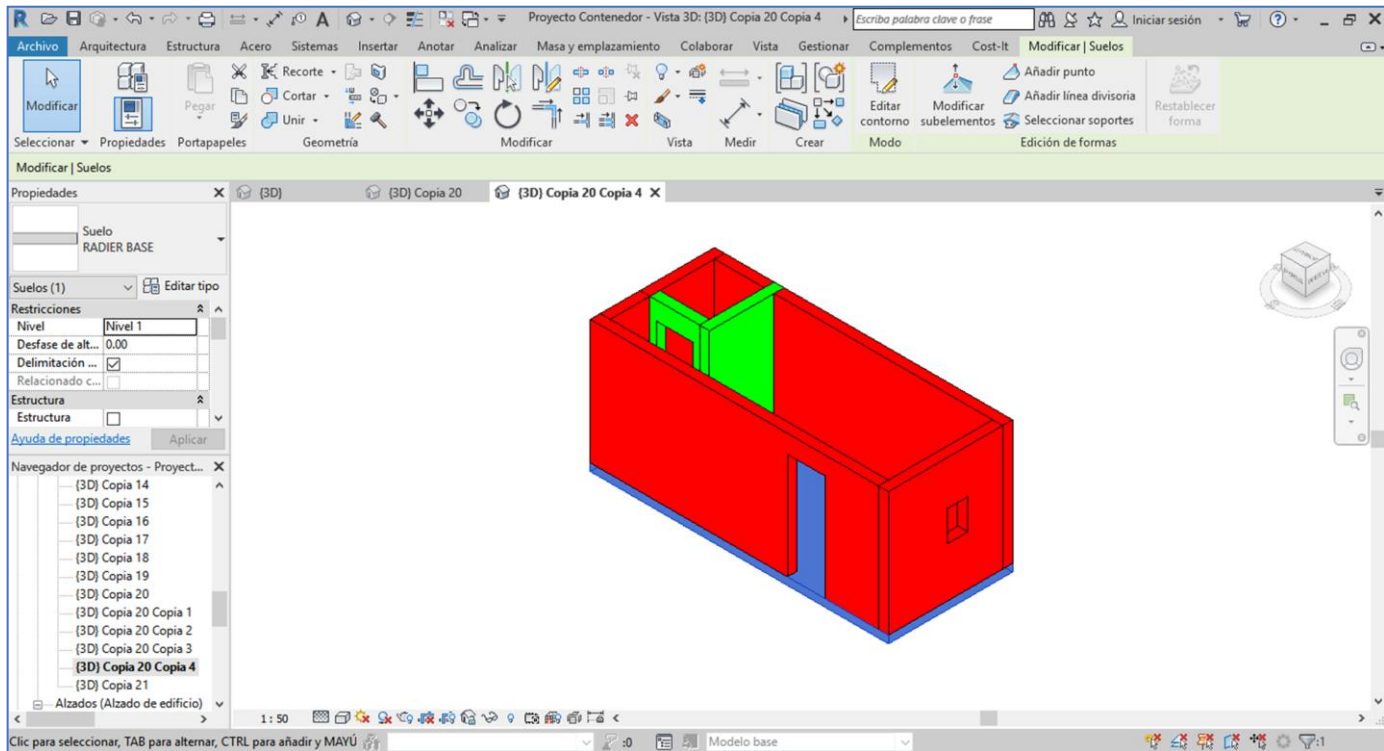 Proyecto Contenedor - Vista 3D: {3D} Copia 20 Copia 4
Escriba palabra clave o frase
Iniciar sesión
Archivo Arquitectura Estructura Acero Sistemas Insertar Anotar Analizar Masa y emplazamiento Colaborar Vista Gestionar Complementos Cost-It Modificar | Suelos
Modificar
Pegar
Recorte
Cortar
Unir
Editar contorno
Modificar subelementos
Añadir punto
Añadir línea divisoria
Seleccionar soportes
Restablecer forma
Seleccionar Propiedades Portapapeles Geometría Modificar Vista Medir Crear Modo Edición de formas
Modificar | Suelos
Propiedades
{3D} {3D} Copia 20 {3D} Copia 20 Copia 4
Suelo
RADIER BASE
Suelos (1) Editar tipo
Restricciones
Nivel Nivel 1
Desfase de alt... 0.00
Delimitación ...
Relacionado c...
Estructura
Estructura
Ayuda de propiedades Aplicar
Navegador de proyectos - Proyect...
{3D} Copia 14
{3D} Copia 15
{3D} Copia 16
{3D} Copia 17
{3D} Copia 18
{3D} Copia 19
{3D} Copia 20
{3D} Copia 20 Copia 1
{3D} Copia 20 Copia 2
{3D} Copia 20 Copia 3
{3D} Copia 20 Copia 4
{3D} Copia 21
Alzados (Alzado de edificio)
1 : 50
Clic para seleccionar, TAB para alternar, CTRL para añadir y MAYÚ
:0
Modelo base
:1